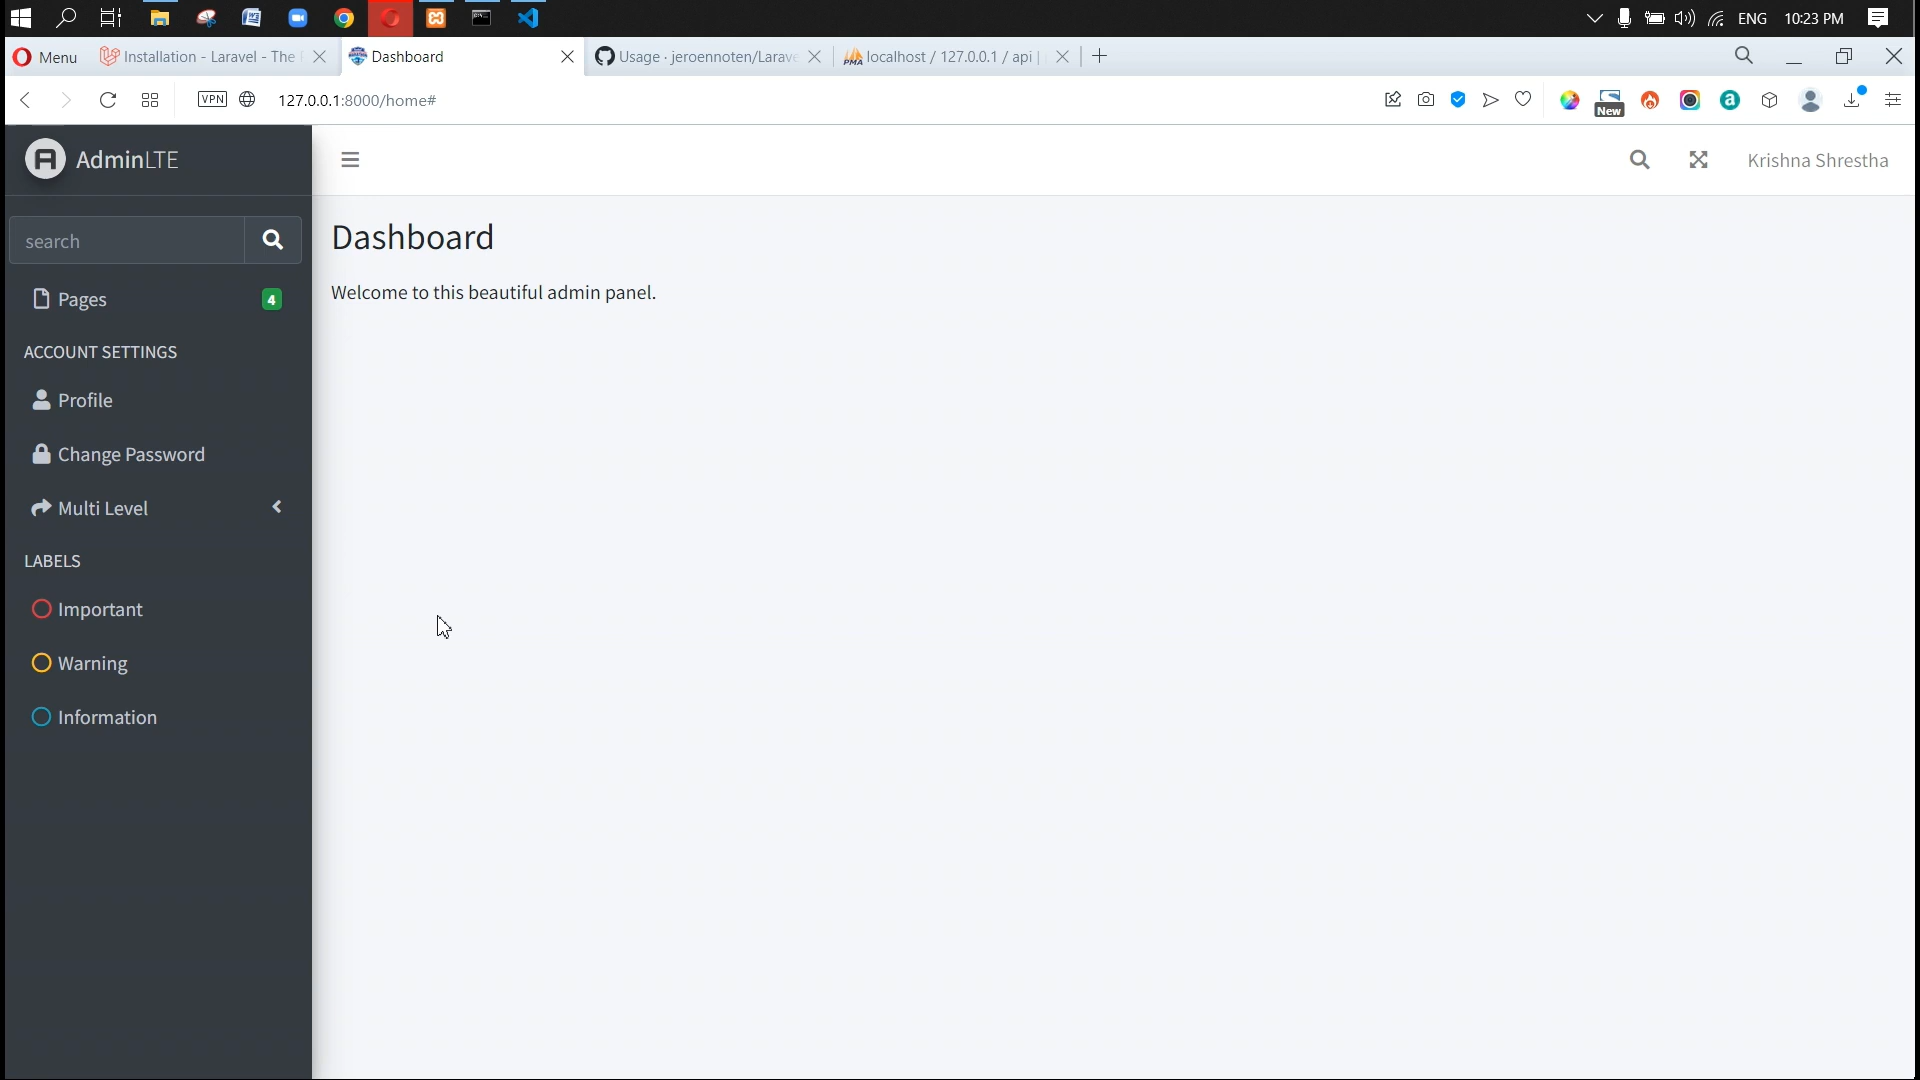 ENG 10:23 PM
Menu Installation - Laravel - The Dashboard Usage · jeroennoten/Larave localhost / 127.0.0.1 / api |
VPN 127.0.0.1:8000/home# New
AdminLTE Krishna Shrestha
search
Dashboard
Welcome to this beautiful admin panel.
Pages 4
ACCOUNT SETTINGS
Profile
Change Password
Multi Level
LABELS
Important
Warning
Information